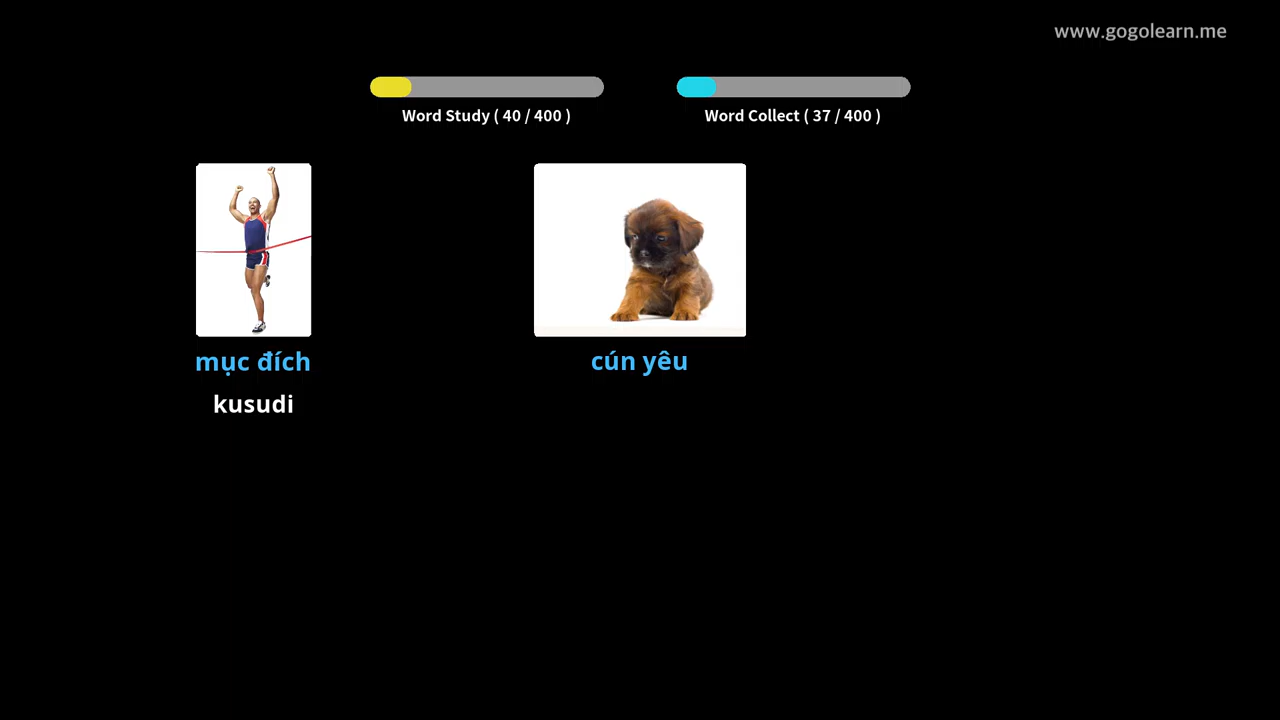 www.gogolearn.me
Word Study ( 40 / 400 )
Word Collect ( 37 / 400 )
mục đích
kusudi
cún yêu